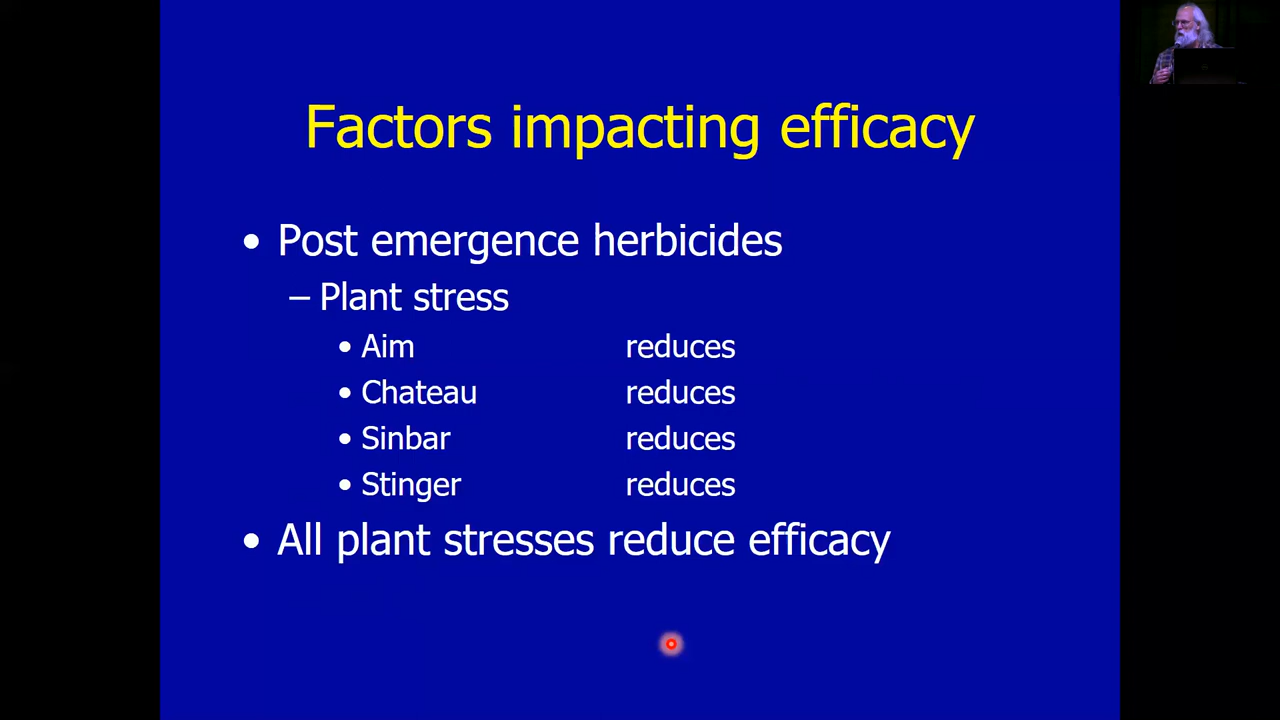 Factors impacting efficacy
• Post emergence herbicides
– Plant stress
• Aim reduces
• Chateau reduces
• Sinbar reduces
• Stinger reduces
• All plant stresses reduce efficacy